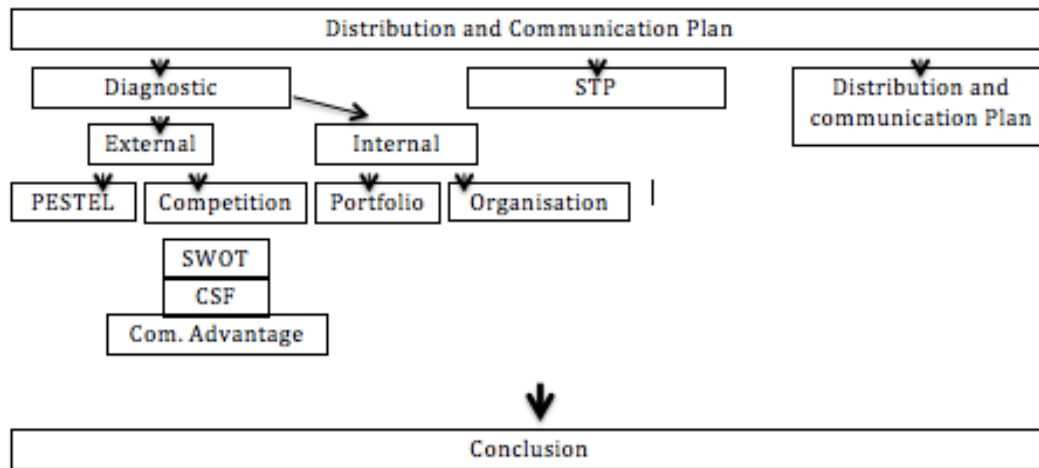 Distribution and Communication Plan
Diagnostic
STP
Distribution and
communication Plan
External
Internal
PESTEL
Competition
Portfolio
Organisation
SWOT
CSF
Com. Advantage
Conclusion